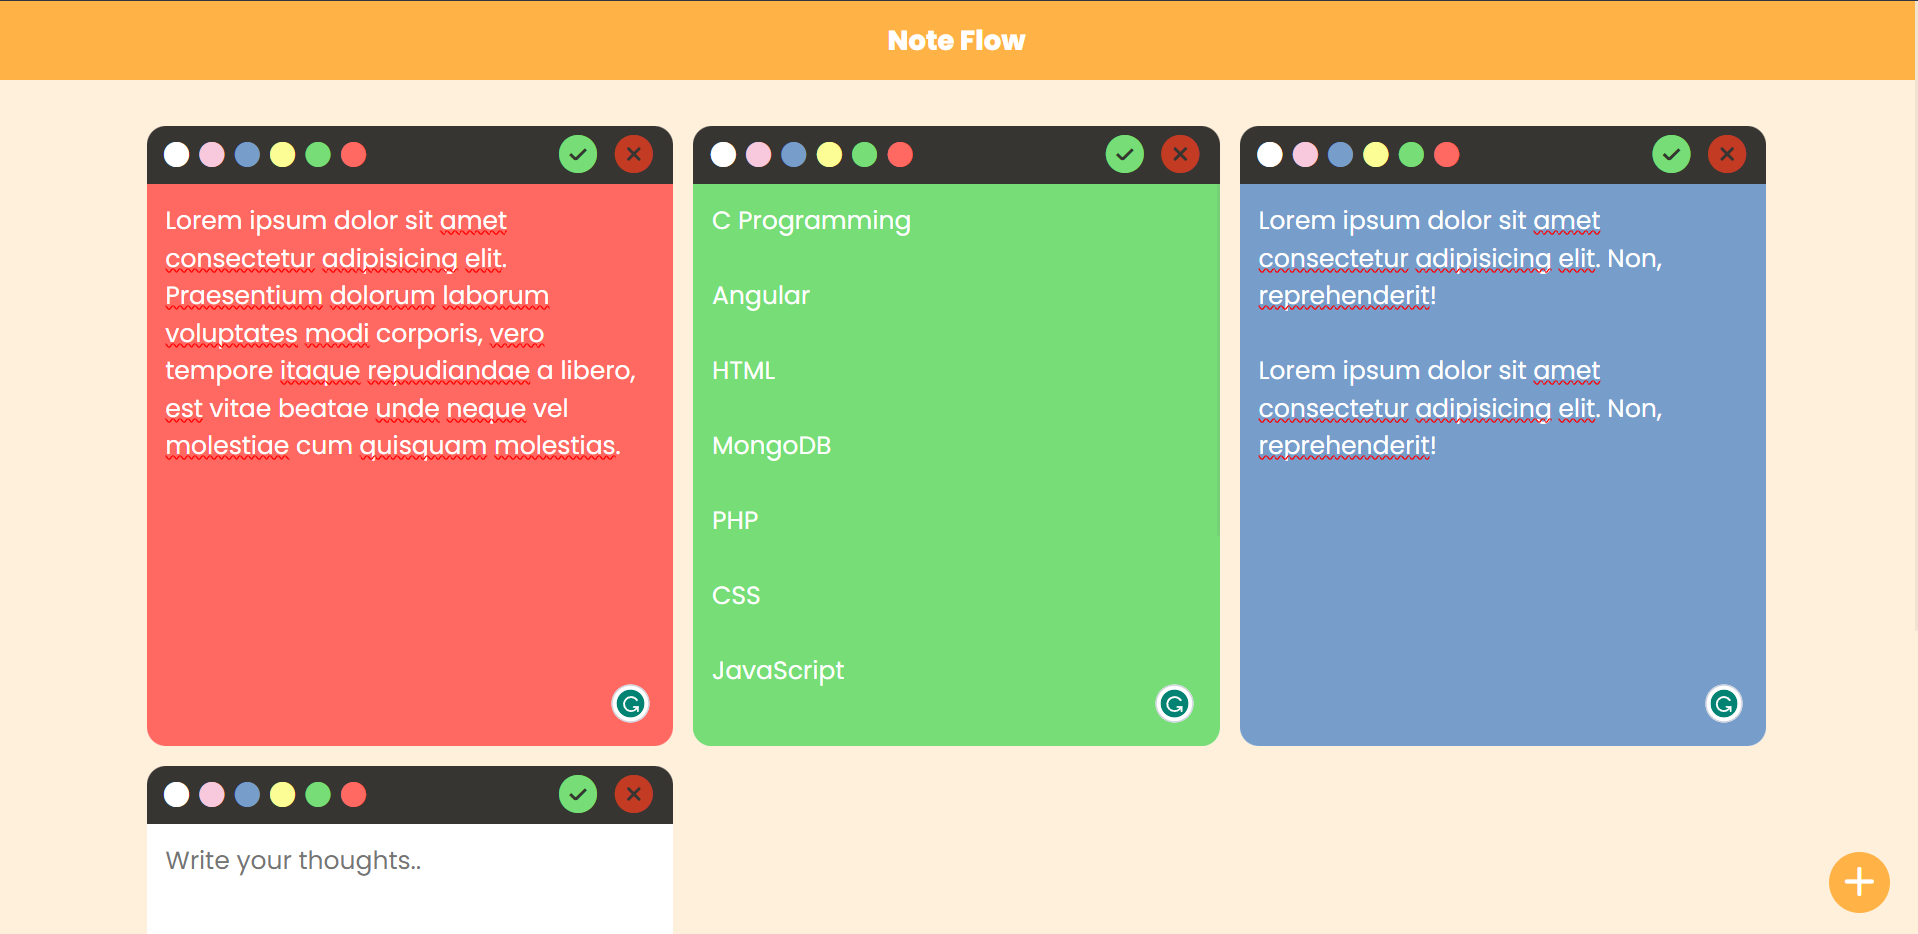 Note Flow
Lorem ipsum dolor sit amet
consectetur adipisicing elit.
Praesentium dolorum laborum
voluptates modi corporis, vero
tempore itaque repudiandae a libero,
est vitae beatae unde neque vel
molestiae cum quisquam molestias.
C Programming
Angular
HTML
MongoDB
PHP
CSS
JavaScript
Lorem ipsum dolor sit amet
consectetur adipisicing elit. Non,
reprehenderit!
Lorem ipsum dolor sit amet
consectetur adipisicing elit. Non,
reprehenderit!
Write your thoughts..